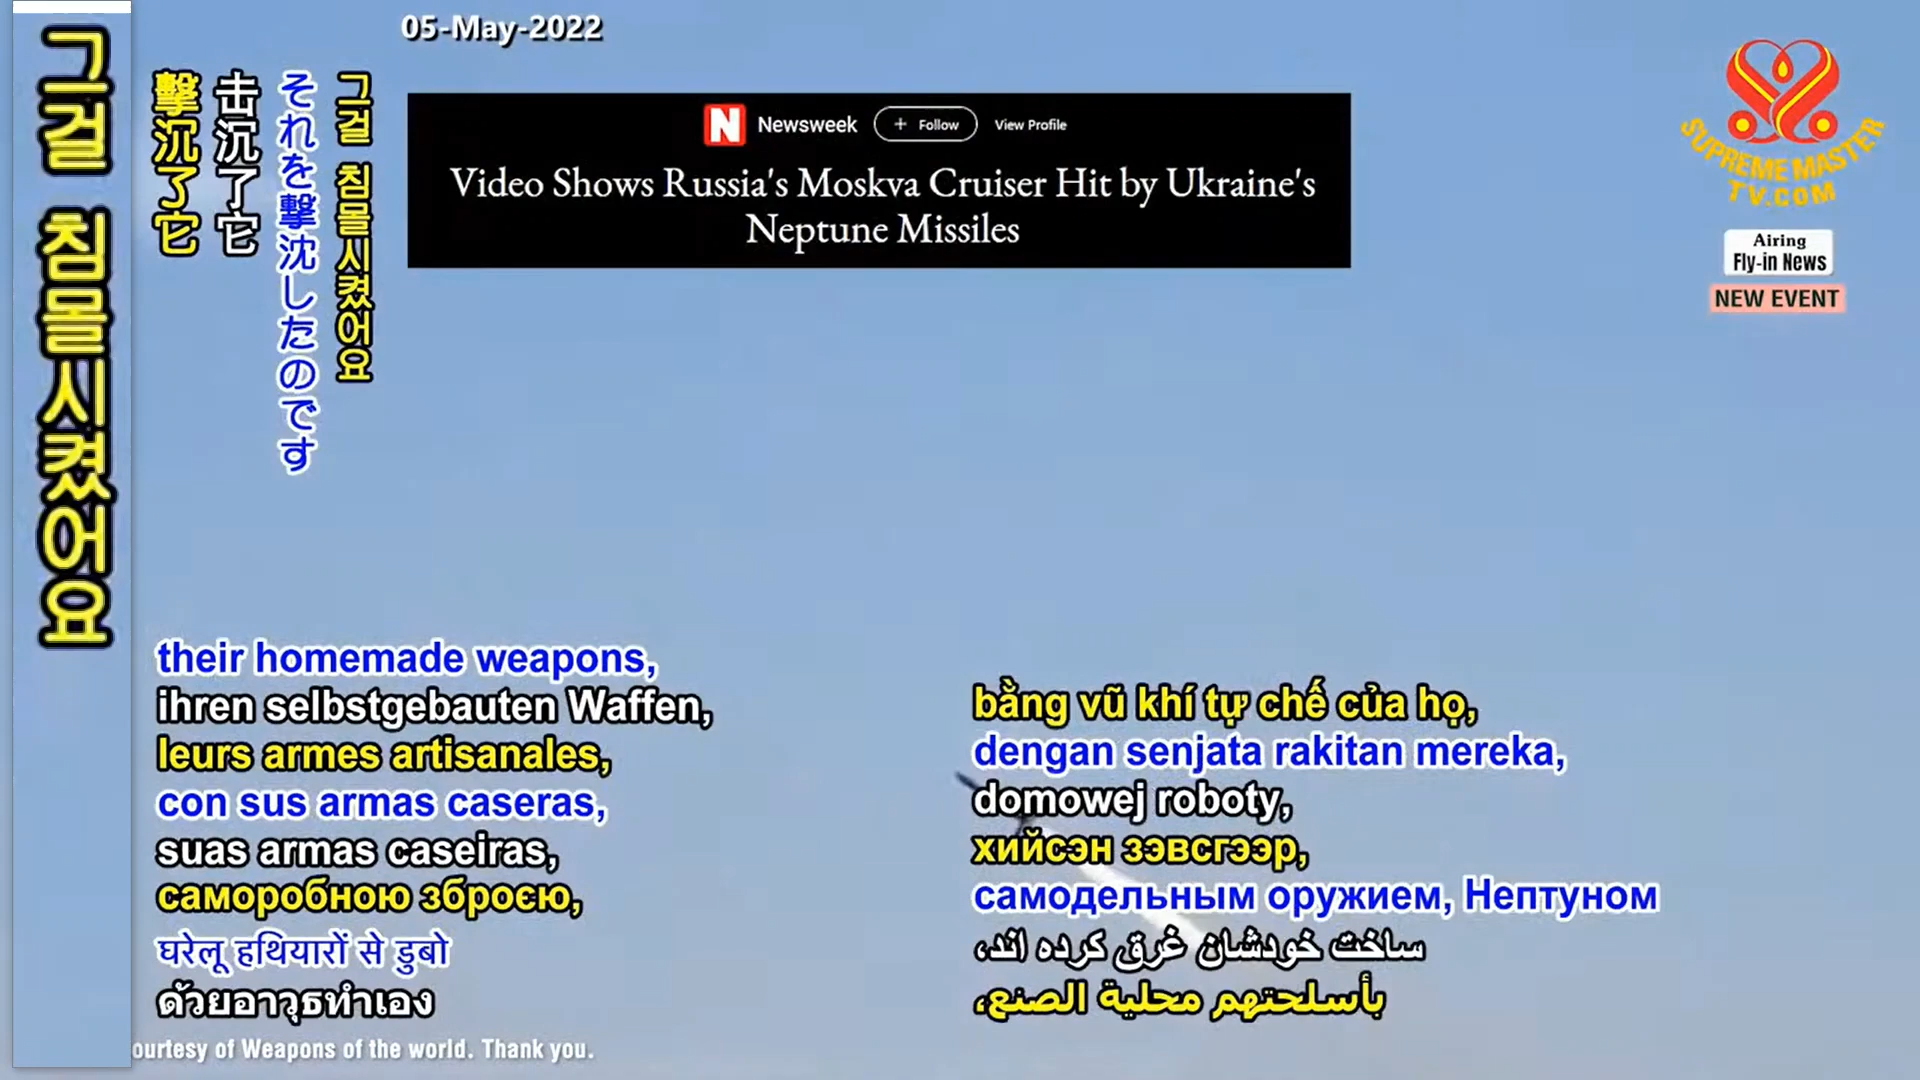 05-May-2022
그걸 침몰시켰어요
擊沉了它
击沉了它
それを撃沈したのです
그걸 침몰시켰어요
Newsweek
+ Follow
View Profile
Video Shows Russia's Moskva Cruiser Hit by Ukraine's
Neptune Missiles
SUPREME MASTER
TV.COM
Airing
Fly-in News
NEW EVENT
their homemade weapons,
ihren selbstgebauten Waffen,
leurs armes artisanales,
con sus armas caseras,
suas armas caseiras,
саморобною зброєю,
घरेलू हथियारों से डुबो
ด้วยอาวุธทำเอง
bằng vũ khí tự chế của họ,
dengan senjata rakitan mereka,
domowej roboty,
хийсэн зэвсгээр,
самодельным оружием, Нептуном
ساخت خودشان غرق کرده اند،
بأسلحتهم محلية الصنع،
ourtesy of Weapons of the world. Thank you.